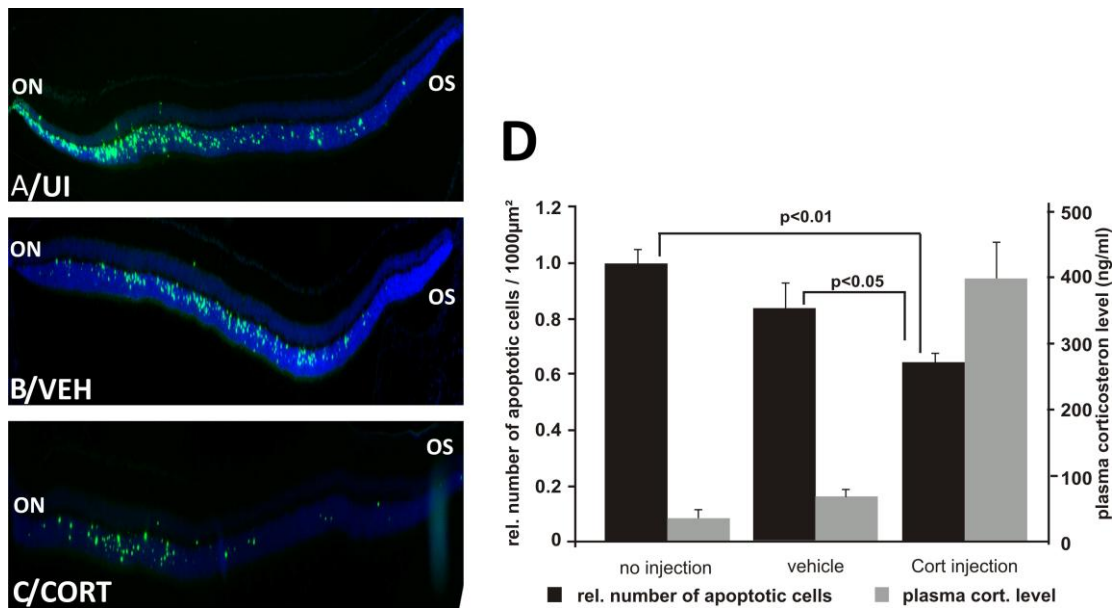 ON
OS
A/UI
ON
OS
B/VEH
OS
ON
C/CORT
D
rel. number of apoptotic cells / 1000µm²
1.2
1.0
0.8
0.6
0.4
0.2
0
p<0.01
p<0.05
500
400
300
200
100
0
plasma corticosteron level (ng/ml)
no injection
vehicle
Cort injection
rel. number of apoptotic cells
plasma cort. level